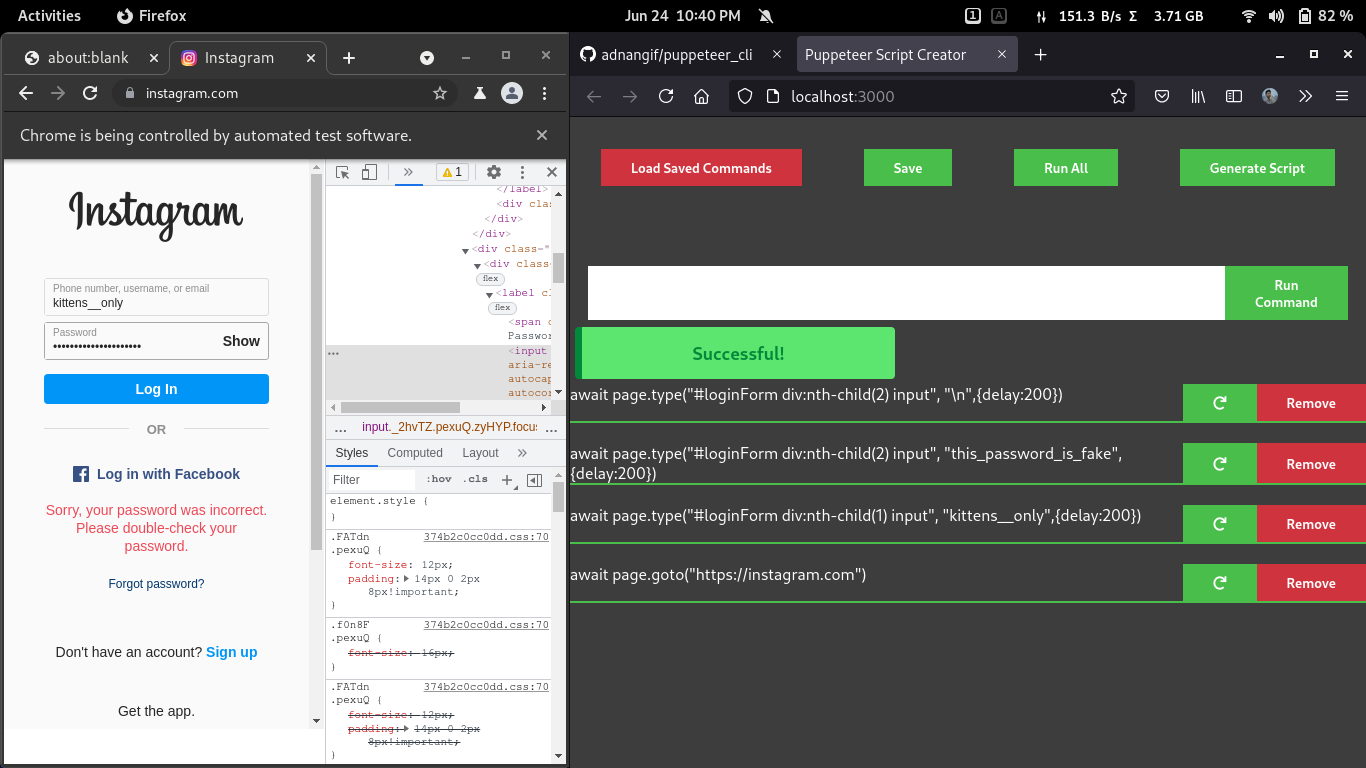 Activities
Firefox
Jun 24 10:40 PM
1
A
151.3 B/s Σ 3.71 GB
82 %
about:blank
Instagram
instagram.com
Chrome is being controlled by automated test software.
Instagram
Phone number, username, or email
kittens__only
Password
•••••••••••••••••••••
Show
Log In
OR
Log in with Facebook
Sorry, your password was incorrect.
Please double-check your
password.
Forgot password?
Don't have an account? Sign up
Get the app.
1
</label>
<div clas
</div>
</div>
<div class="
<div class
flex
<label cl
flex
<span c
Passwor
<input
aria-re
autocap
autocor
...
... input._2hvTZ.pexuQ.zyHYP.focus ...
Styles Computed Layout
Filter :hov .cls
element.style {
}
.FATdn 374b2c0cc0dd.css:70
.pexuQ {
font-size: 12px;
padding: 14px 0 2px
8px!important;
}
.f0n8F 374b2c0cc0dd.css:70
.pexuQ {
font-size: 16px;
}
.FATdn 374b2c0cc0dd.css:70
.pexuQ {
font-size: 12px;
padding: 14px 0 2px
8px!important;
}
adnangif/puppeteer_cli
Puppeteer Script Creator
localhost:3000
Load Saved Commands
Save
Run All
Generate Script
Run
Command
Successful!
await page.type("#loginForm div:nth-child(2) input", "\n",{delay:200})
Remove
await page.type("#loginForm div:nth-child(2) input", "this_password_is_fake",
{delay:200})
Remove
await page.type("#loginForm div:nth-child(1) input", "kittens__only",{delay:200})
Remove
await page.goto("https://instagram.com")
Remove